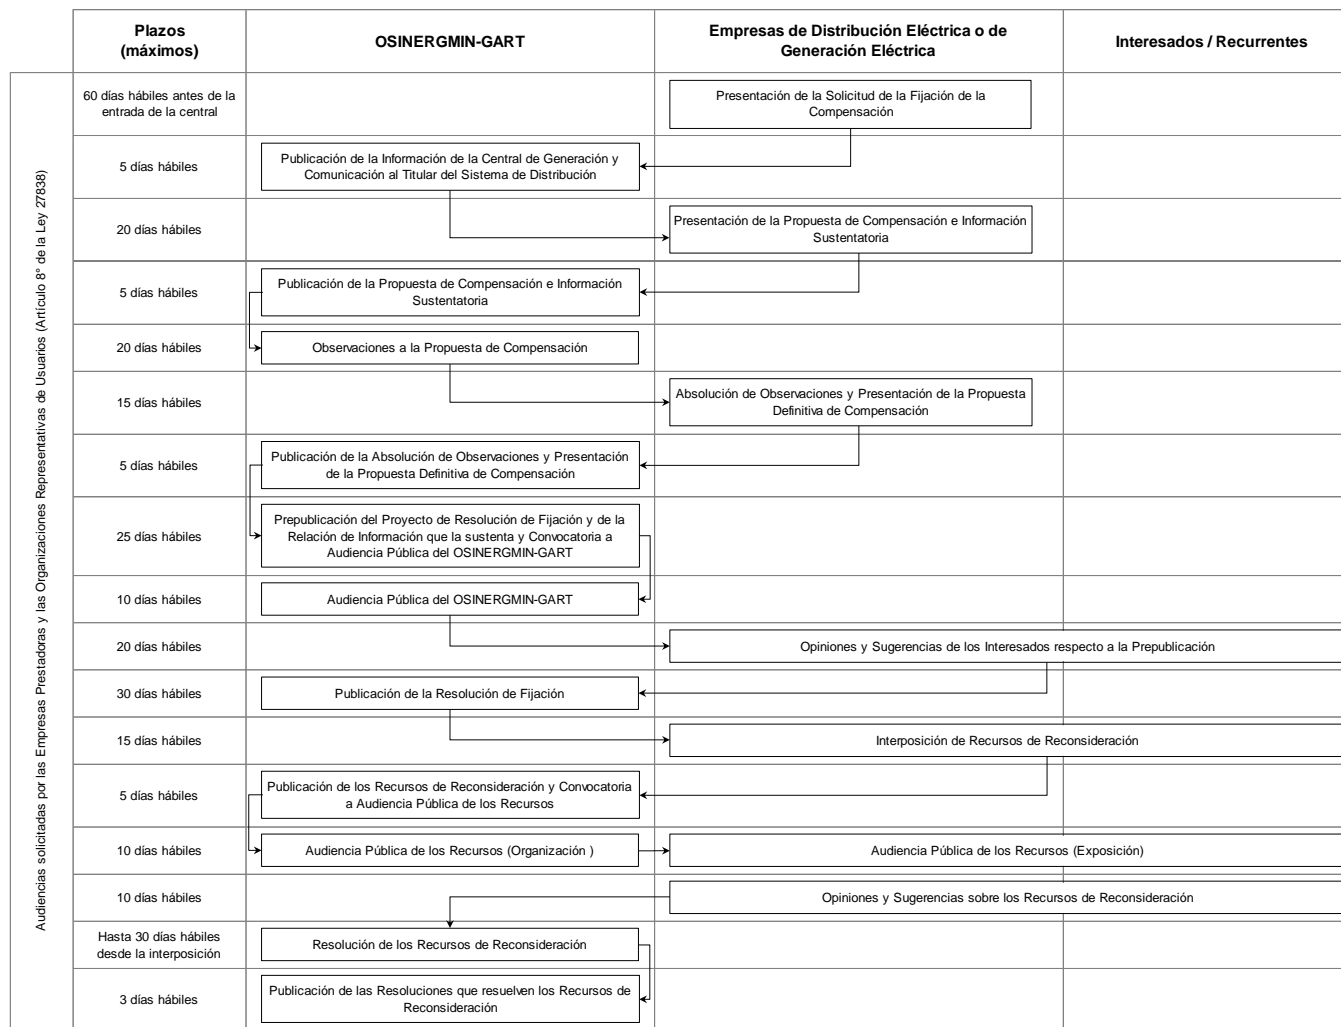 Plazos
(máximos)
OSINERGMIN-GART
Empresas de Distribución Eléctrica o de
Generación Eléctrica
Interesados / Recurrentes
Audiencias solicitadas por las Empresas Prestadoras y las Organizaciones Representativas de Usuarios (Artículo 8° de la Ley 27838)
60 días hábiles antes de la
entrada de la central
Presentación de la Solicitud de la Fijación de la
Compensación
5 días hábiles
Publicación de la Información de la Central de Generación y
Comunicación al Titular del Sistema de Distribución
20 días hábiles
Presentación de la Propuesta de Compensación e Información
Sustentatoria
5 días hábiles
Publicación de la Propuesta de Compensación e Información
Sustentatoria
20 días hábiles
Observaciones a la Propuesta de Compensación
15 días hábiles
Absolución de Observaciones y Presentación de la Propuesta
Definitiva de Compensación
5 días hábiles
Publicación de la Absolución de Observaciones y Presentación
de la Propuesta Definitiva de Compensación
25 días hábiles
Prepublicación del Proyecto de Resolución de Fijación y de la
Relación de Información que la sustenta y Convocatoria a
Audiencia Pública del OSINERGMIN-GART
10 días hábiles
Audiencia Pública del OSINERGMIN-GART
20 días hábiles
Opiniones y Sugerencias de los Interesados respecto a la Prepublicación
30 días hábiles
Publicación de la Resolución de Fijación
15 días hábiles
Interposición de Recursos de Reconsideración
5 días hábiles
Publicación de los Recursos de Reconsideración y Convocatoria
a Audiencia Pública de los Recursos
10 días hábiles
Audiencia Pública de los Recursos (Organización )
Audiencia Pública de los Recursos (Exposición)
10 días hábiles
Opiniones y Sugerencias sobre los Recursos de Reconsideración
Hasta 30 días hábiles
desde la interposición
Resolución de los Recursos de Reconsideración
3 días hábiles
Publicación de las Resoluciones que resuelven los Recursos de
Reconsideración